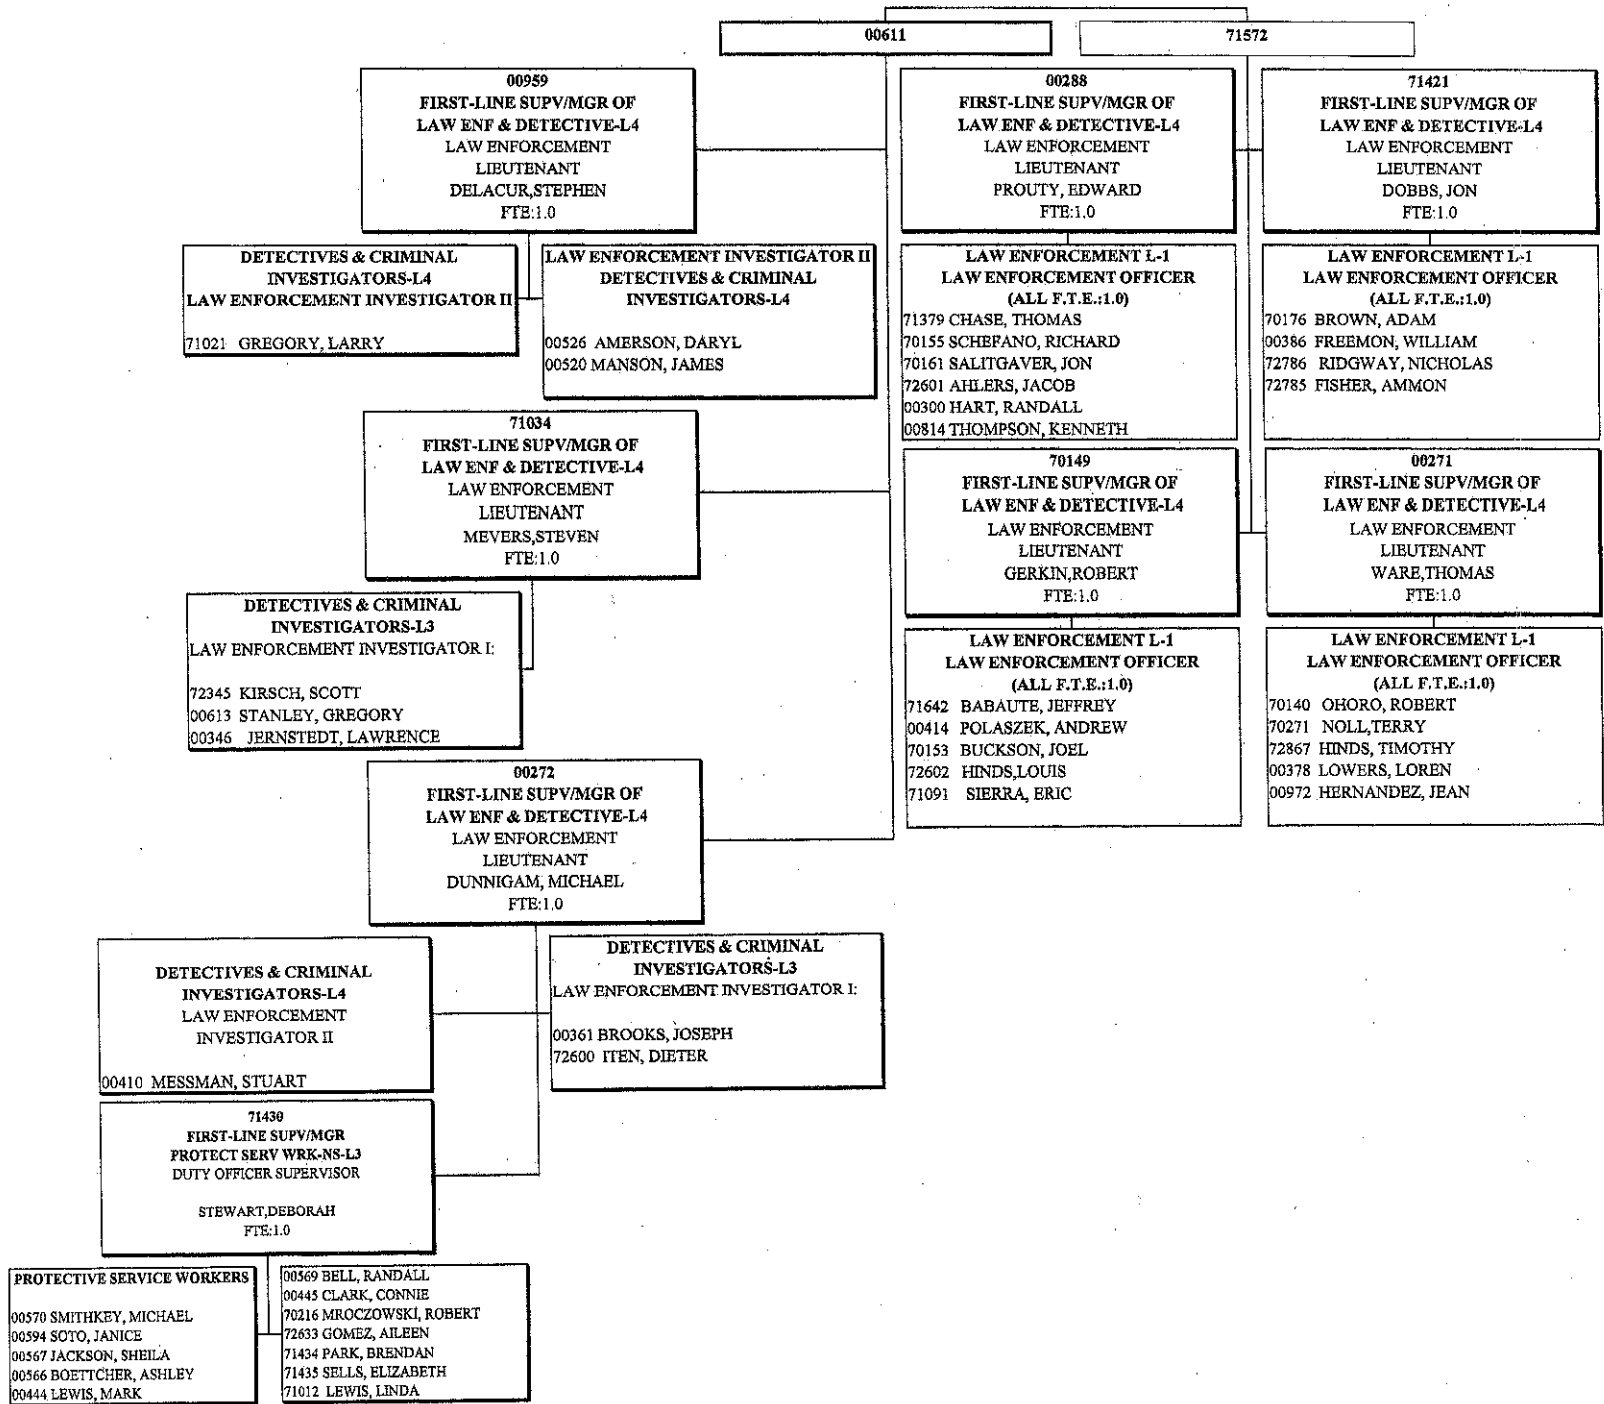 00611
71572
00959
FIRST-LINE SUPV/MGR OF
LAW ENF & DETECTIVE-L4
LAW ENFORCEMENT
LIEUTENANT
DELACUR,STEPHEN
FTE:1.0
00288
FIRST-LINE SUPV/MGR OF
LAW ENF & DETECTIVE-L4
LAW ENFORCEMENT
LIEUTENANT
PROUTY, EDWARD
FTE:1.0
71421
FIRST-LINE SUPV/MGR OF
LAW ENF & DETECTIVE-L4
LAW ENFORCEMENT
LIEUTENANT
DOBBS, JON
FTE:1.0
DETECTIVES & CRIMINAL
INVESTIGATORS-L4
LAW ENFORCEMENT INVESTIGATOR II
71021 GREGORY, LARRY
LAW ENFORCEMENT INVESTIGATOR II
DETECTIVES & CRIMINAL
INVESTIGATORS-L4
00526 AMERSON, DARYL
00520 MANSON, JAMES
LAW ENFORCEMENT L-1
LAW ENFORCEMENT OFFICER
(ALL F.T.E.:1.0)
71379 CHASE, THOMAS
70155 SCHEFANO, RICHARD
70161 SALITGAVER, JON
72601 AHLERS, JACOB
00300 HART, RANDALL
00814 THOMPSON, KENNETH
LAW ENFORCEMENT L-1
LAW ENFORCEMENT OFFICER
(ALL F.T.E.:1.0)
70176 BROWN, ADAM
00386 FREEMON, WILLIAM
72786 RIDGWAY, NICHOLAS
72785 FISHER, AMMON
71034
FIRST-LINE SUPV/MGR OF
LAW ENF & DETECTIVE-L4
LAW ENFORCEMENT
LIEUTENANT
MEVERS,STEVEN
FTE:1.0
70149
FIRST-LINE SUPV/MGR OF
LAW ENF & DETECTIVE-L4
LAW ENFORCEMENT
LIEUTENANT
GERKIN,ROBERT
FTE:1.0
00271
FIRST-LINE SUPV/MGR OF
LAW ENF & DETECTIVE-L4
LAW ENFORCEMENT
LIEUTENANT
WARE,THOMAS
FTE:1.0
DETECTIVES & CRIMINAL
INVESTIGATORS-L3
LAW ENFORCEMENT INVESTIGATOR I:
72345 KIRSCH, SCOTT
00613 STANLEY, GREGORY
00346 JERNSTEDT, LAWRENCE
LAW ENFORCEMENT L-1
LAW ENFORCEMENT OFFICER
(ALL F.T.E.:1.0)
71642 BABAUTE, JEFFREY
00414 POLASZEK, ANDREW
70153 BUCKSON, JOEL
72602 HINDS,LOUIS
71091 SIERRA, ERIC
LAW ENFORCEMENT L-1
LAW ENFORCEMENT OFFICER
(ALL F.T.E.:1.0)
70140 OHORO, ROBERT
70271 NOLL,TERRY
72867 HINDS, TIMOTHY
00378 LOWERS, LOREN
00972 HERNANDEZ, JEAN
00272
FIRST-LINE SUPV/MGR OF
LAW ENF & DETECTIVE-L4
LAW ENFORCEMENT
LIEUTENANT
DUNNIGAM, MICHAEL
FTE:1.0
DETECTIVES & CRIMINAL
INVESTIGATORS-L4
LAW ENFORCEMENT
INVESTIGATOR II
00410 MESSMAN, STUART
DETECTIVES & CRIMINAL
INVESTIGATORS-L3
LAW ENFORCEMENT INVESTIGATOR I:
00361 BROOKS, JOSEPH
72600 ITEN, DIETER
71430
FIRST-LINE SUPV/MGR
PROTECT SERV WRK-NS-L3
DUTY OFFICER SUPERVISOR
STEWART,DEBORAH
FTE:1.0
PROTECTIVE SERVICE WORKERS
00570 SMITHKEY, MICHAEL
00594 SOTO, JANICE
00567 JACKSON, SHEILA
00566 BOETTCHER, ASHLEY
00444 LEWIS, MARK
00569 BELL, RANDALL
00445 CLARK, CONNIE
70216 MROCZOWSKI, ROBERT
72633 GOMEZ, AILEEN
71434 PARK, BRENDAN
71435 SELLS, ELIZABETH
71012 LEWIS, LINDA